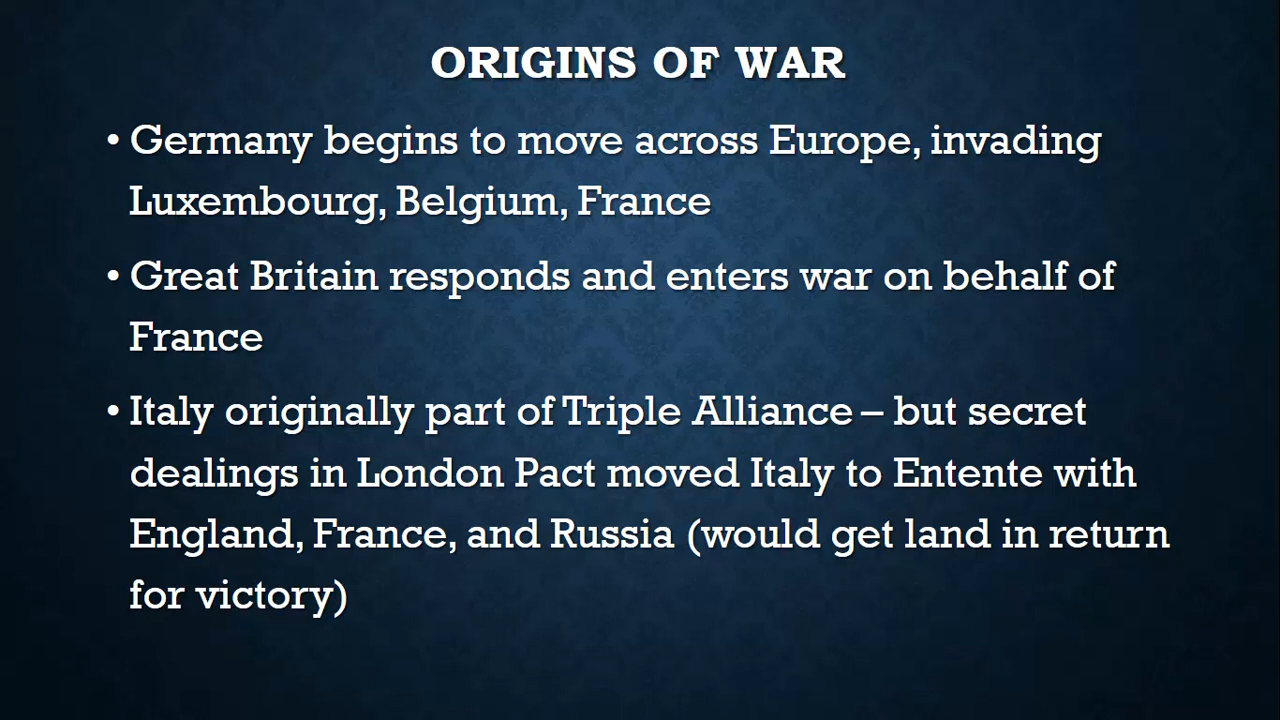 ORIGINS OF WAR
• Germany begins to move across Europe, invading
Luxembourg, Belgium, France
• Great Britain responds and enters war on behalf of
France
• Italy originally part of Triple Alliance – but secret
dealings in London Pact moved Italy to Entente with
England, France, and Russia (would get land in return
for victory)